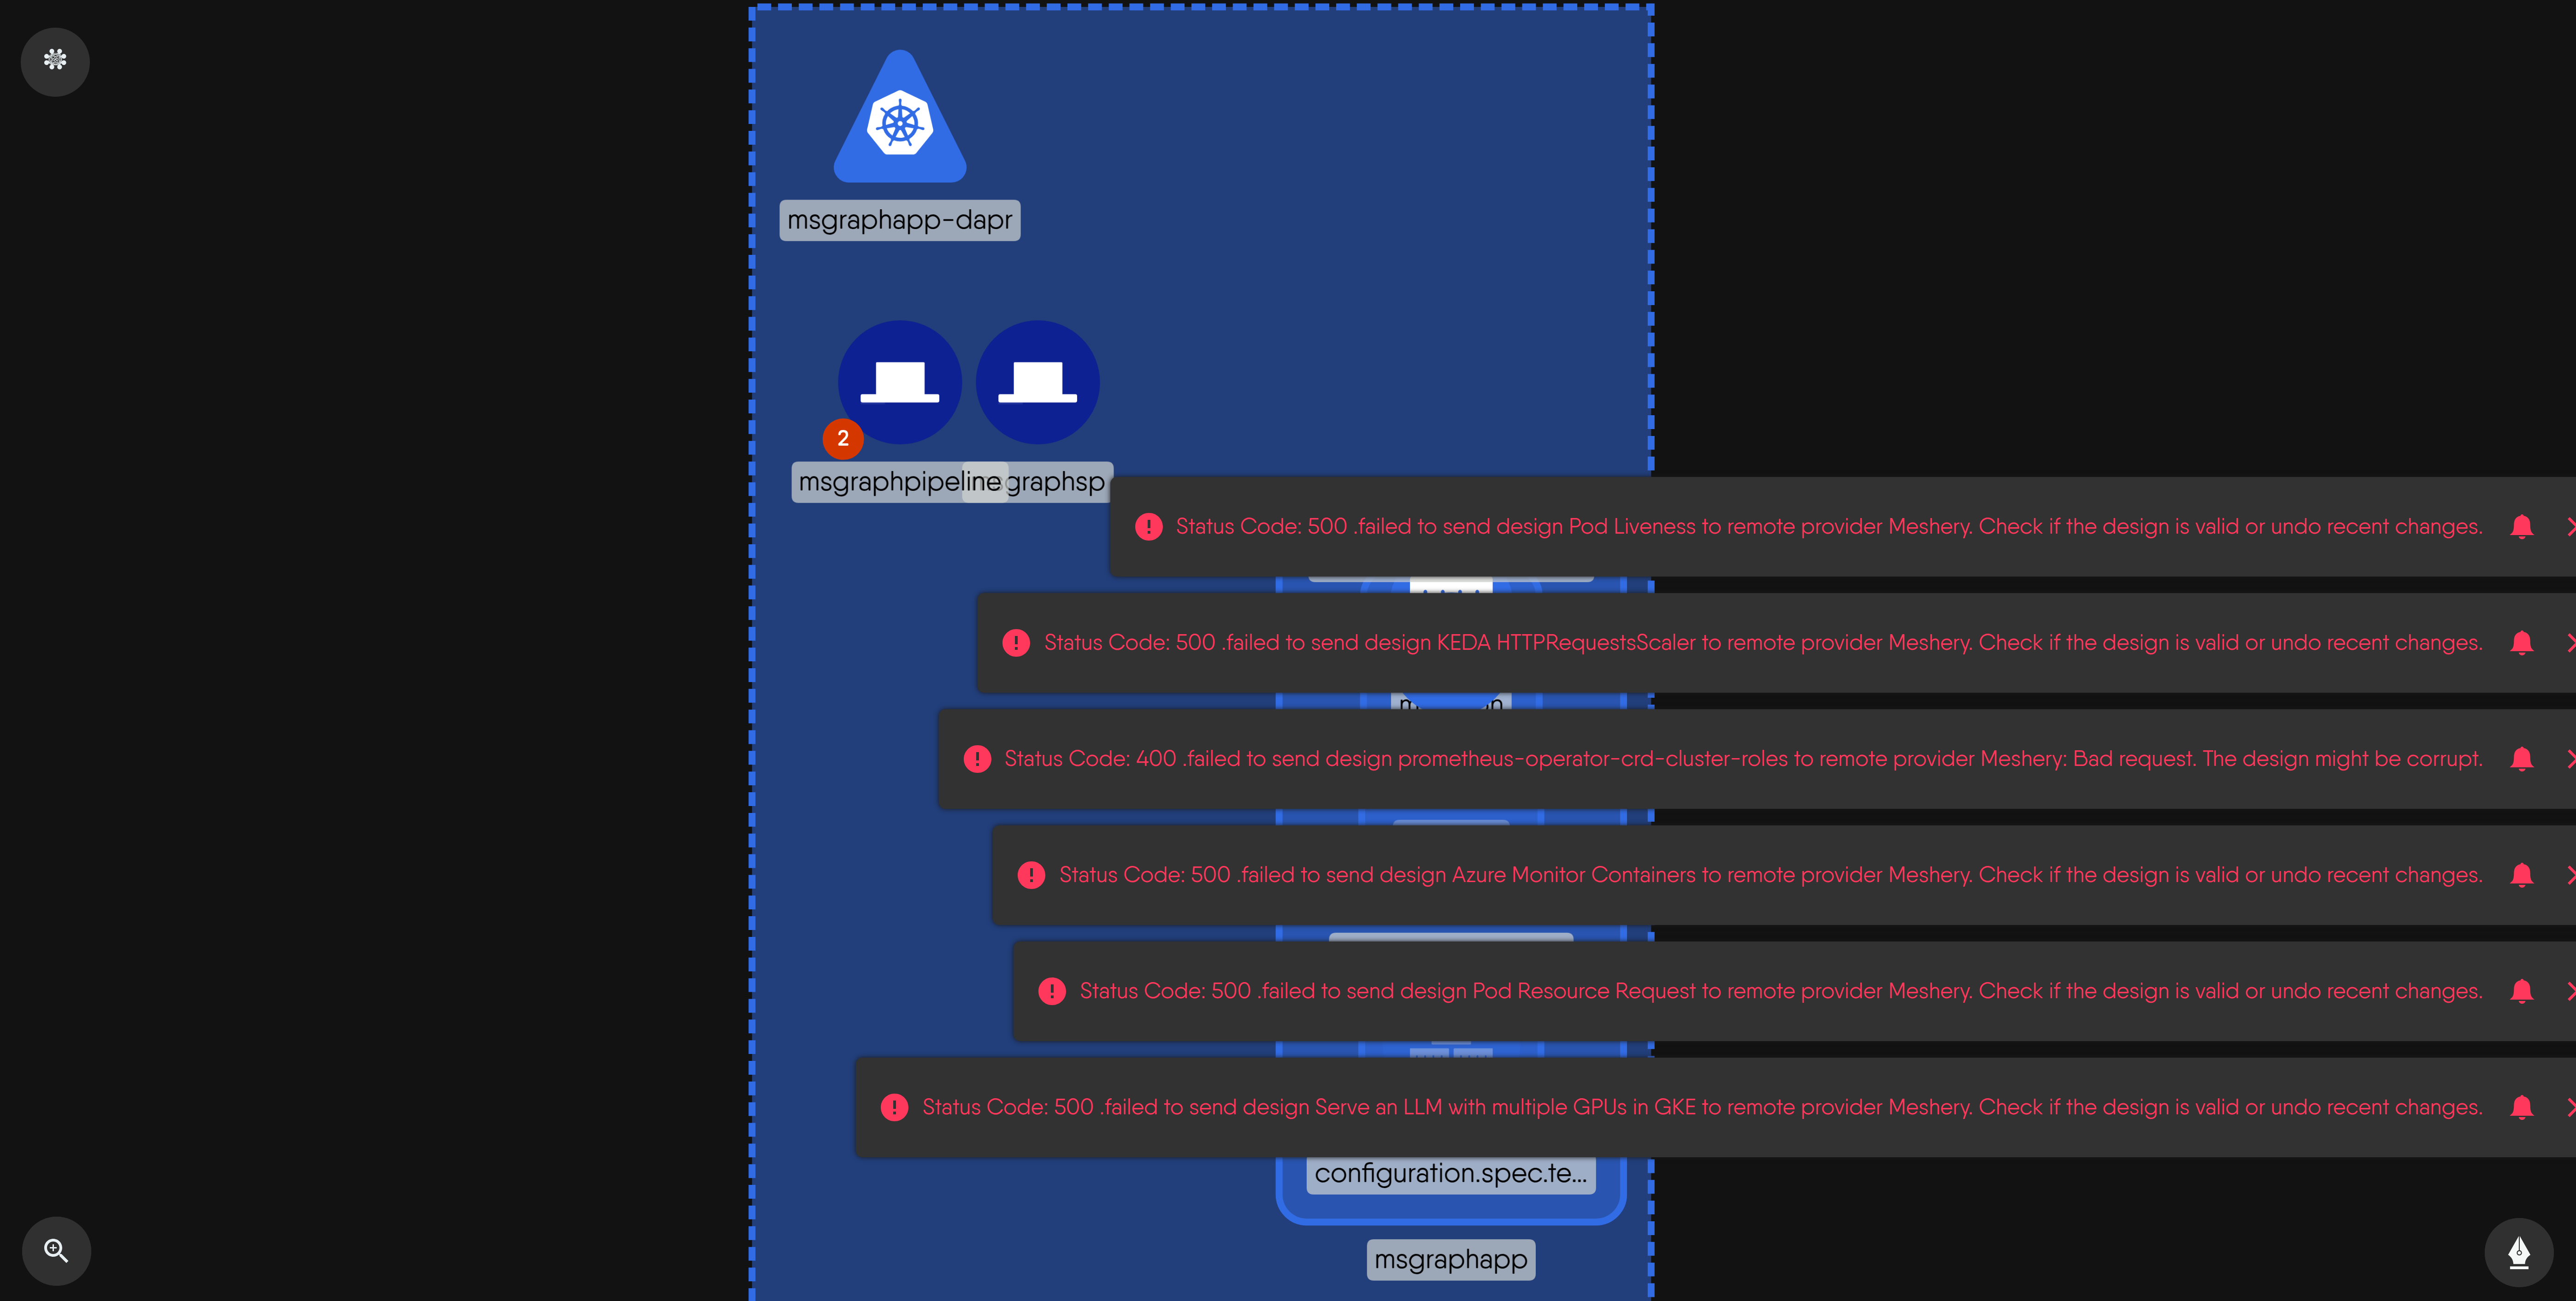 msgraphapp-dapr
2
msgraphpipeline
graphsp
Status Code: 500 .failed to send design Pod Liveness to remote provider Meshery. Check if the design is valid or undo recent changes.
Status Code: 500 .failed to send design KEDA HTTPRequestsScaler to remote provider Meshery. Check if the design is valid or undo recent changes.
Status Code: 400 .failed to send design prometheus-operator-crd-cluster-roles to remote provider Meshery: Bad request. The design might be corrupt.
Status Code: 500 .failed to send design Azure Monitor Containers to remote provider Meshery. Check if the design is valid or undo recent changes.
Status Code: 500 .failed to send design Pod Resource Request to remote provider Meshery. Check if the design is valid or undo recent changes.
Status Code: 500 .failed to send design Serve an LLM with multiple GPUs in GKE to remote provider Meshery. Check if the design is valid or undo recent changes.
configuration.spec.te...
msgraphapp